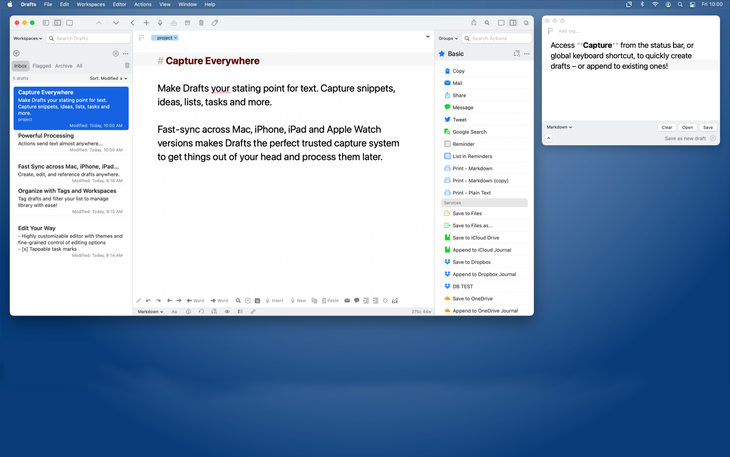 Drafts File Edit Workspaces Editor Actions View Window Help
Fri 10:00
Workspaces
Search Drafts
Inbox Flagged Archive All
5 drafts
Sort: Modified
Capture Everywhere
Make Drafts your stating point for text. Capture snippets, ideas, lists, tasks and more.
project
Modified: Today, 10:00 AM
Powerful Processing
Actions send text almost anywhere...
Modified: Today, 10:00 AM
Fast Sync across Mac, iPhone, iPad...
Create, edit, and reference drafts anywhere.
Modified: Today, 9:18 AM
Organize with Tags and Workspaces
Tag drafts and filter your list to manage library with ease!
Modified: Today, 9:15 AM
Edit Your Way
- Highly customizable editor with themes and fine-grained control of editing options
- [x] Tappable task marks
Modified: Today, 9:14 AM
project ×
# Capture Everywhere
Make Drafts your stating point for text. Capture snippets,
ideas, lists, tasks and more.
Fast-sync across Mac, iPhone, iPad and Apple Watch
versions makes Drafts the perfect trusted capture system
to get things out of your head and process them later.
Word Word Insert New Paste
Markdown Aa
275c 44w
Groups
Search Actions
Basic
Copy
Mail
Share
Message
Tweet
Google Search
Reminder
List in Reminders
Print - Markdown
Print - Markdown (copy)
Print - Plain Text
Services
Save to Files
Save to Files as...
Save to iCloud Drive
Append to iCloud Journal
Save to Dropbox
Append to Dropbox Journal
DB TEST
Save to OneDrive
Append to OneDrive Journal
Add tag...
Access **Capture** from the status bar, or
global keyboard shortcut, to quickly create
drafts – or append to existing ones!
Markdown
Clear Open Save
Save as new draft